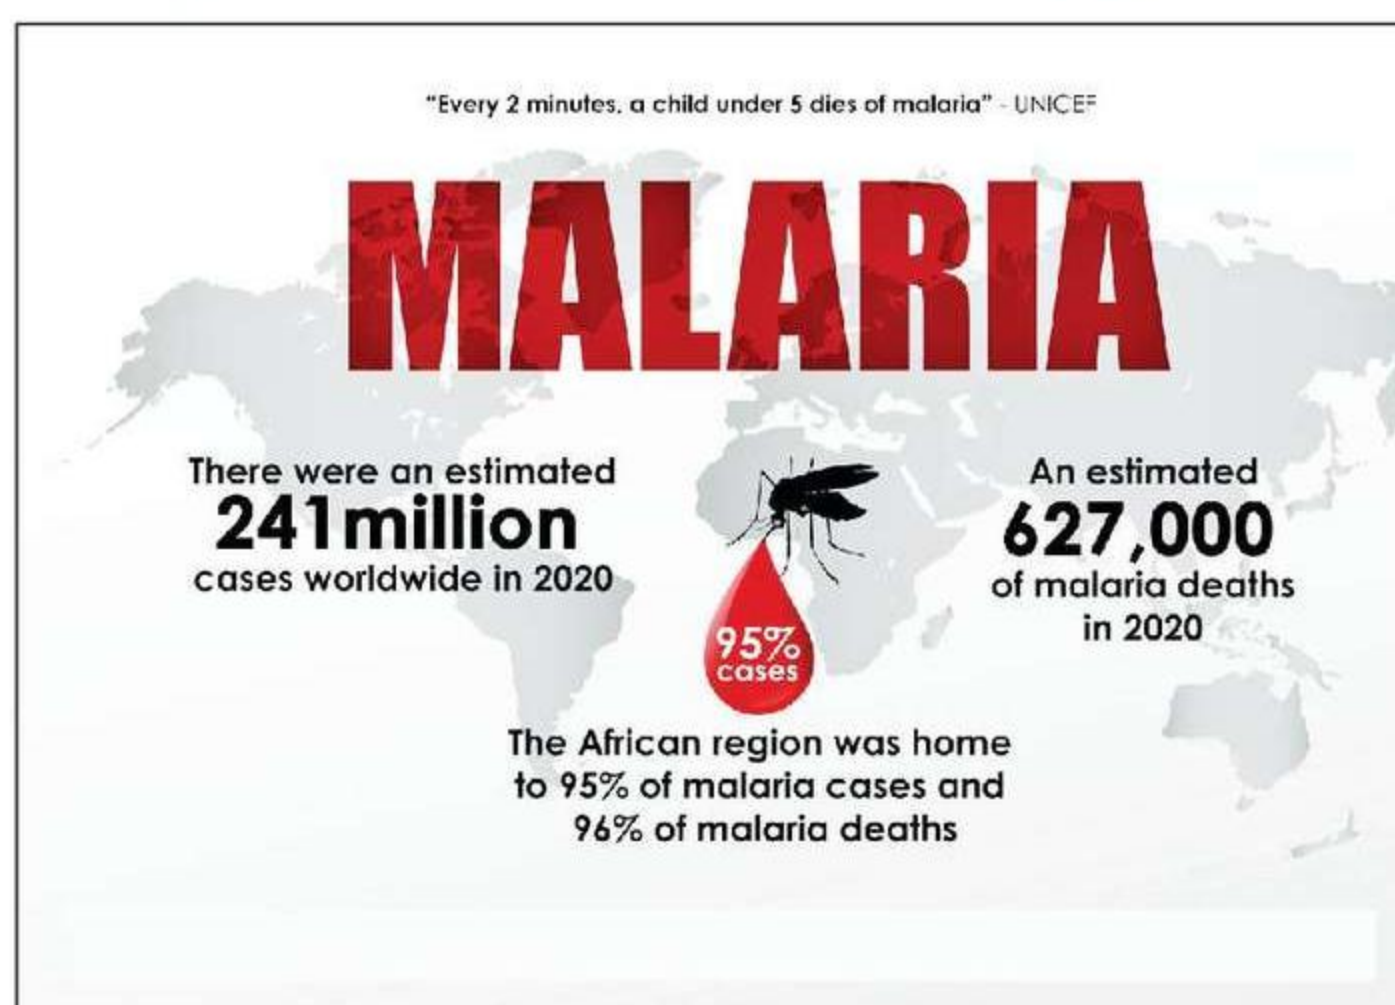 "Every 2 minutes, a child under 5 dies of malaria" - UNICEF
MALARIA
There were an estimated
241million
cases worldwide in 2020
An estimated
627,000
of malaria deaths
in 2020
95%
cases
The African region was home
to 95% of malaria cases and
96% of malaria deaths